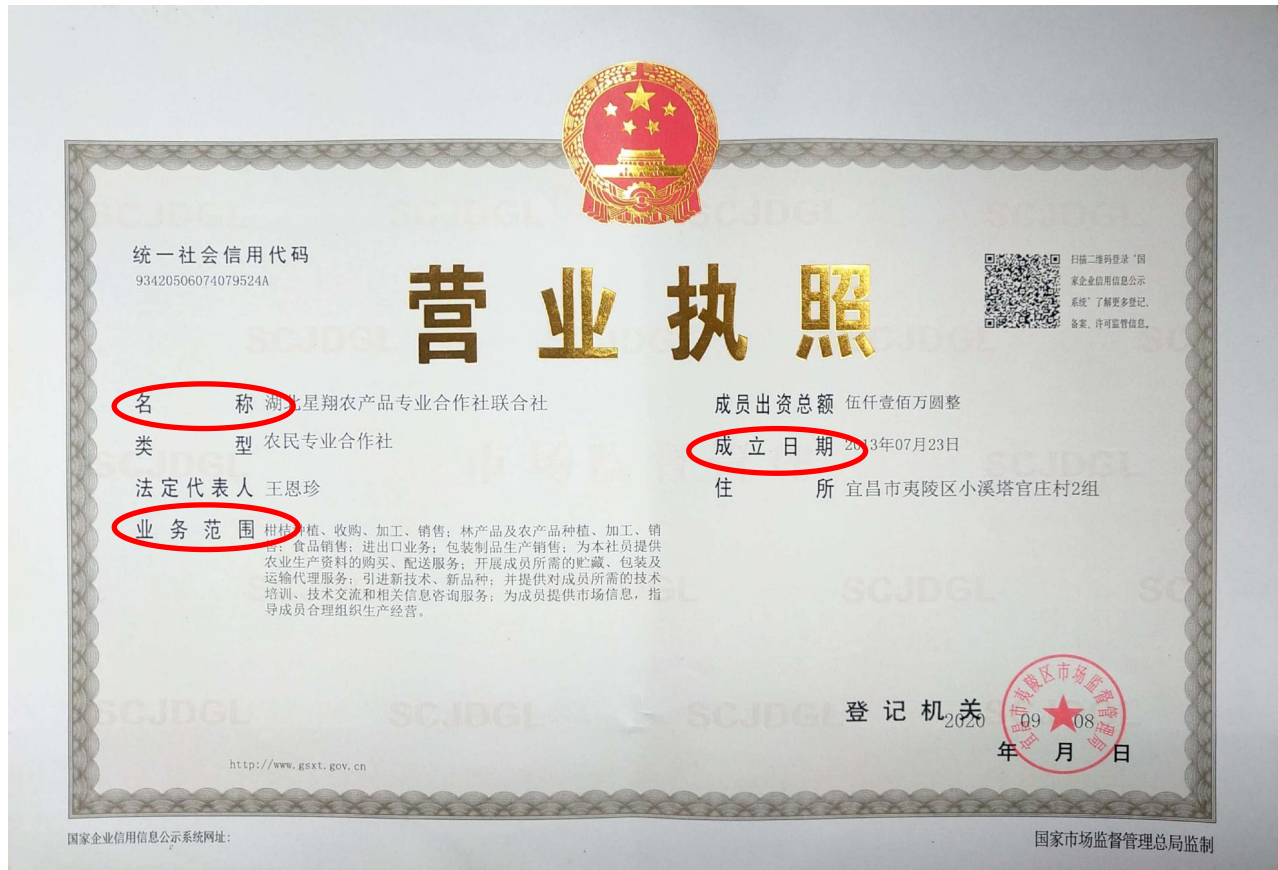 统一社会信用代码
93420506074079524A
营业执照
扫描二维码登录‘国
家企业信用信息公示
系统’了解更多登记、
备案、许可监管信息。
名 称 湖北星翔农产品专业合作社联合社
类 型 农民专业合作社
法定代表人 王恩珍
业务范围 柑桔种植、收购、加工、销售；林产品及农产品种植、加工、销
售；食品销售；进出口业务；包装制品生产销售；为本社员提供
农业生产资料的购买、配送服务；开展成员所需的贮藏、包装及
运输代理服务；引进新技术、新品种；并提供对成员所需的技术
培训、技术交流和相关信息咨询服务；为成员提供市场信息，指
导成员合理组织生产经营。
成员出资总额 伍仟壹佰万圆整
成立日期 2013年07月23日
住 所 宜昌市夷陵区小溪塔官庄村2组
登记机关
宜昌市夷陵区市场监督管理局
2020 09 08
年 月 日
http://www.gsxt.gov.cn
国家企业信用信息公示系统网址：
国家市场监督管理总局监制
SCJDGL